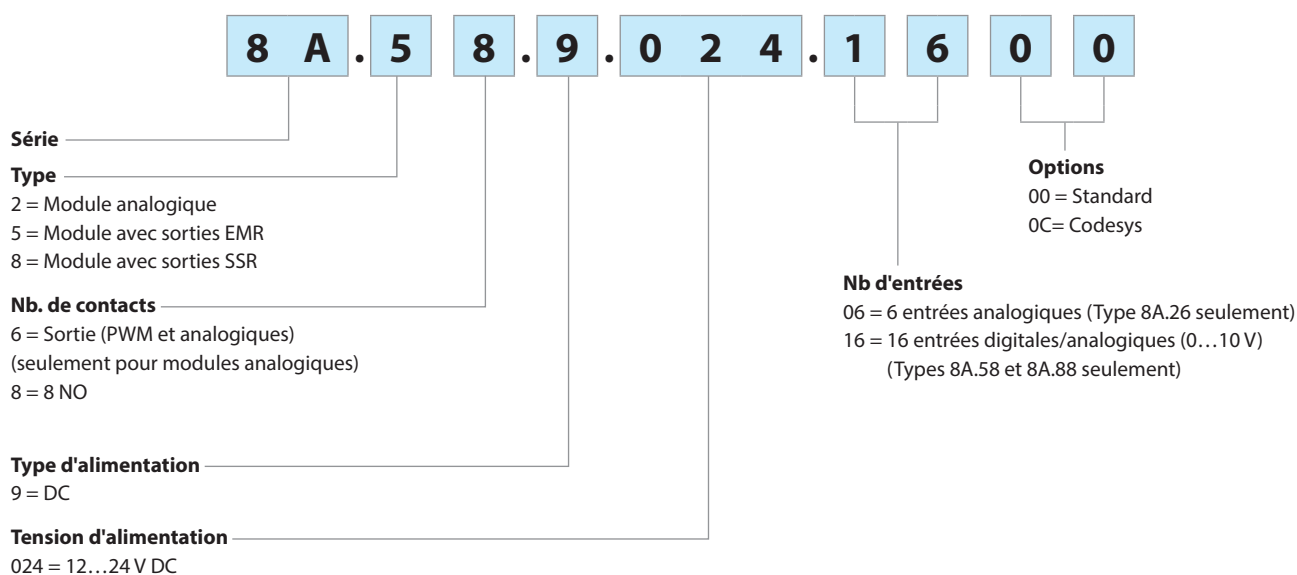 8 A . 5 8 . 9 . 0 2 4 . 1 6 0 0
Série
Type
2 = Module analogique
5 = Module avec sorties EMR
8 = Module avec sorties SSR
Nb. de contacts
6 = Sortie (PWM et analogiques)
(seulement pour modules analogiques)
8 = 8 NO
Type d'alimentation
9 = DC
Tension d'alimentation
024 = 12…24 V DC
Options
00 = Standard
0C= Codesys
Nb d'entrées
06 = 6 entrées analogiques (Type 8A.26 seulement)
16 = 16 entrées digitales/analogiques (0…10 V)
(Types 8A.58 et 8A.88 seulement)